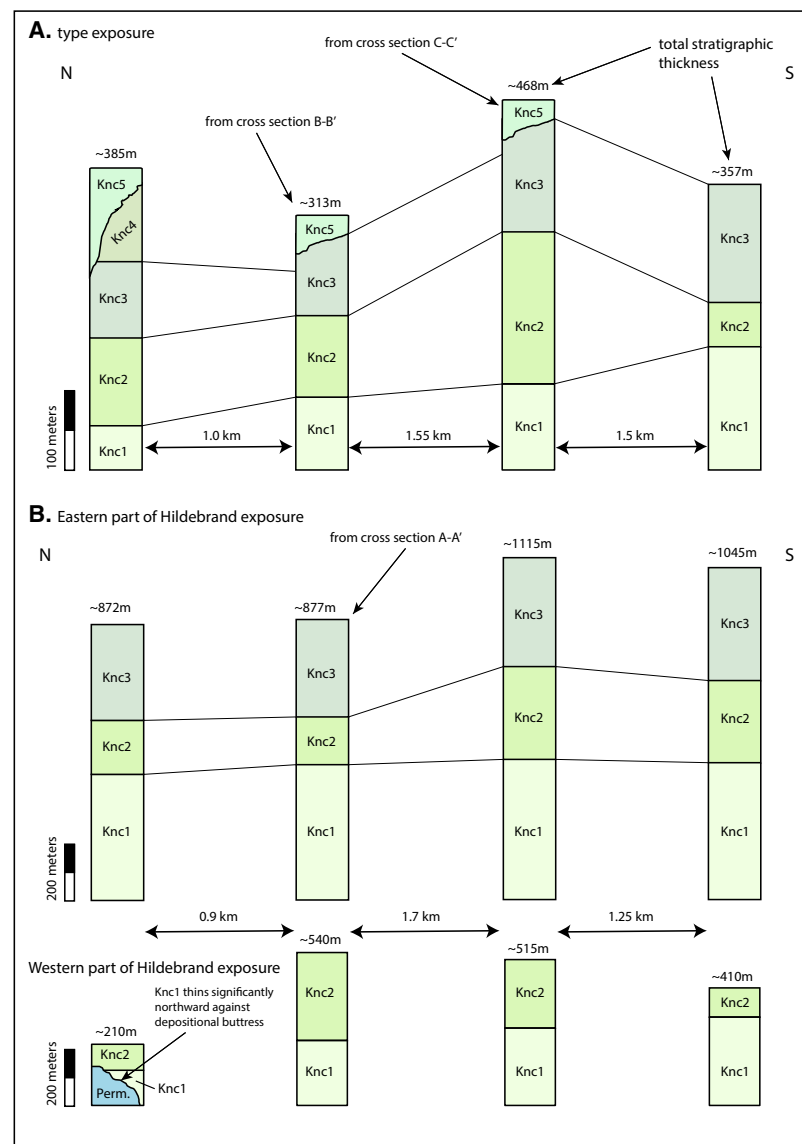 A. type exposure
from cross section C-C’
total stratigraphic
thickness
N
S
from cross section B-B’
~385m
~313m
~468m
~357m
Knc5
Knc4
Knc3
Knc2
Knc1
Knc5
Knc3
Knc2
Knc1
Knc5
Knc3
Knc2
Knc1
Knc3
Knc2
Knc1
100 meters
1.0 km
1.55 km
1.5 km
B. Eastern part of Hildebrand exposure
N
S
from cross section A-A’
~872m
~877m
~1115m
~1045m
Knc3
Knc2
Knc1
Knc3
Knc2
Knc1
Knc3
Knc2
Knc1
Knc3
Knc2
Knc1
200 meters
0.9 km
1.7 km
1.25 km
Western part of Hildebrand exposure
Knc1 thins significantly
northward against
depositional buttress
~210m
~540m
~515m
~410m
Knc2
Perm.
Knc1
Knc2
Knc1
Knc2
Knc1
Knc2
Knc1
200 meters